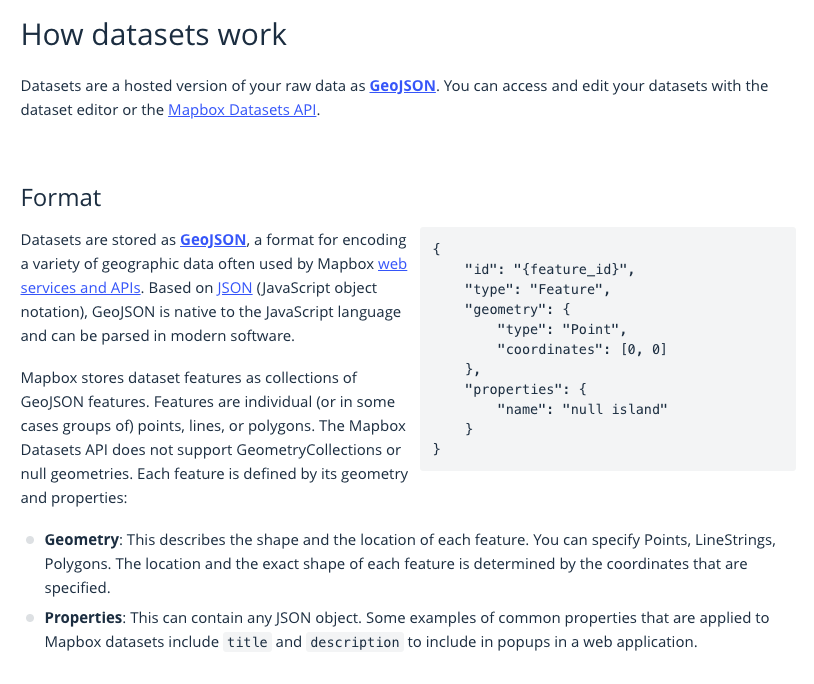 How datasets work
Datasets are a hosted version of your raw data as GeoJSON. You can access and edit your datasets with the
dataset editor or the Mapbox Datasets API.
Format
Datasets are stored as GeoJSON, a format for encoding
a variety of geographic data often used by Mapbox web
services and APIs. Based on JSON (JavaScript object
notation), GeoJSON is native to the JavaScript language
and can be parsed in modern software.
Mapbox stores dataset features as collections of
GeoJSON features. Features are individual (or in some
cases groups of) points, lines, or polygons. The Mapbox
Datasets API does not support GeometryCollections or
null geometries. Each feature is defined by its geometry
and properties:
{
    "id": "{feature_id}",
    "type": "Feature",
    "geometry": {
        "type": "Point",
        "coordinates": [0, 0]
    },
    "properties": {
        "name": "null island"
    }
}
Geometry: This describes the shape and the location of each feature. You can specify Points, LineStrings,
Polygons. The location and the exact shape of each feature is determined by the coordinates that are
specified.
Properties: This can contain any JSON object. Some examples of common properties that are applied to
Mapbox datasets include title and description to include in popups in a web application.